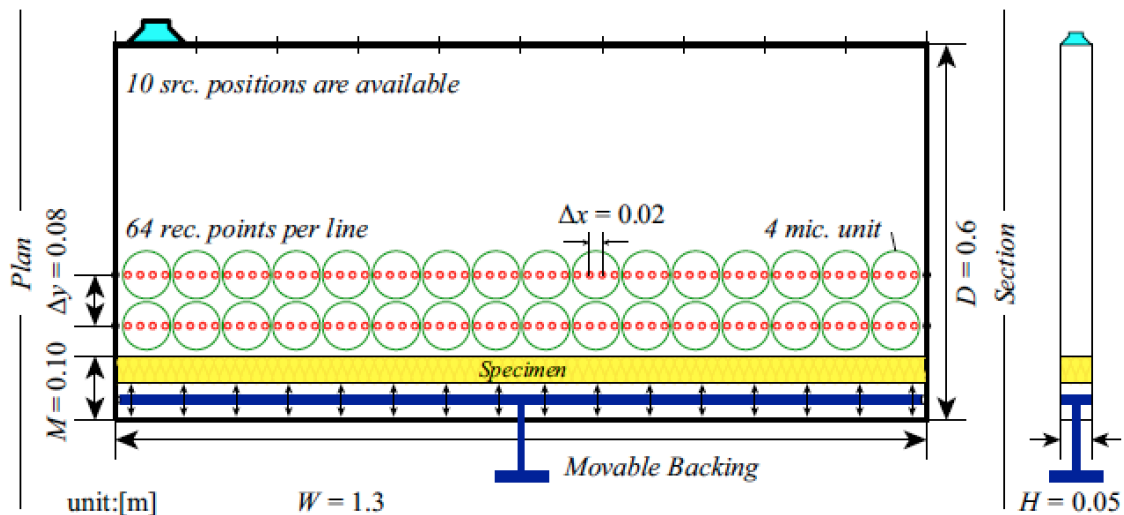 10 src. positions are available
64 rec. points per line
Δx = 0.02
4 mic. unit
Plan
Δy = 0.08
D = 0.6
Section
M = 0.10
Specimen
Movable Backing
unit:[m]
W = 1.3
H = 0.05